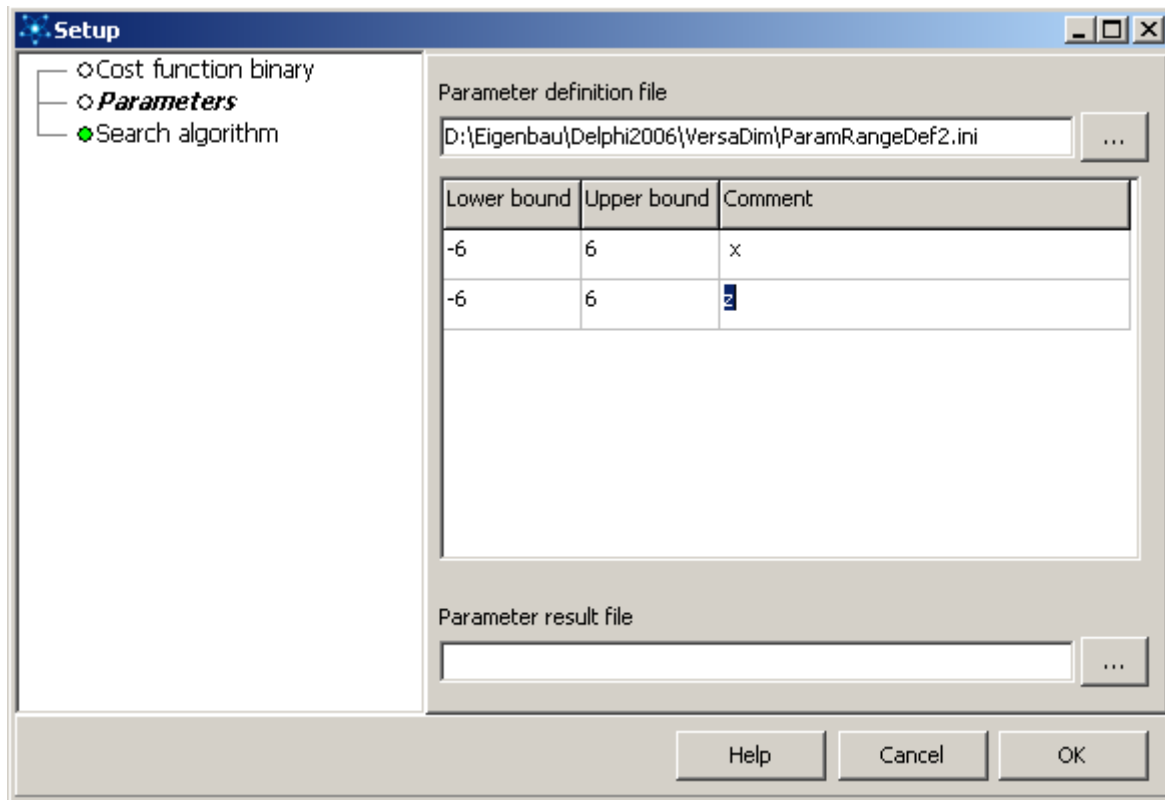 Setup
Cost function binary
Parameters
Search algorithm
Parameter definition file
D:\Eigenbau\Delphi2006\VersaDim\ParamRangeDef2.ini
...
Lower bound Upper bound Comment
-6 6 x
-6 6 z
Parameter result file
...
Help Cancel OK